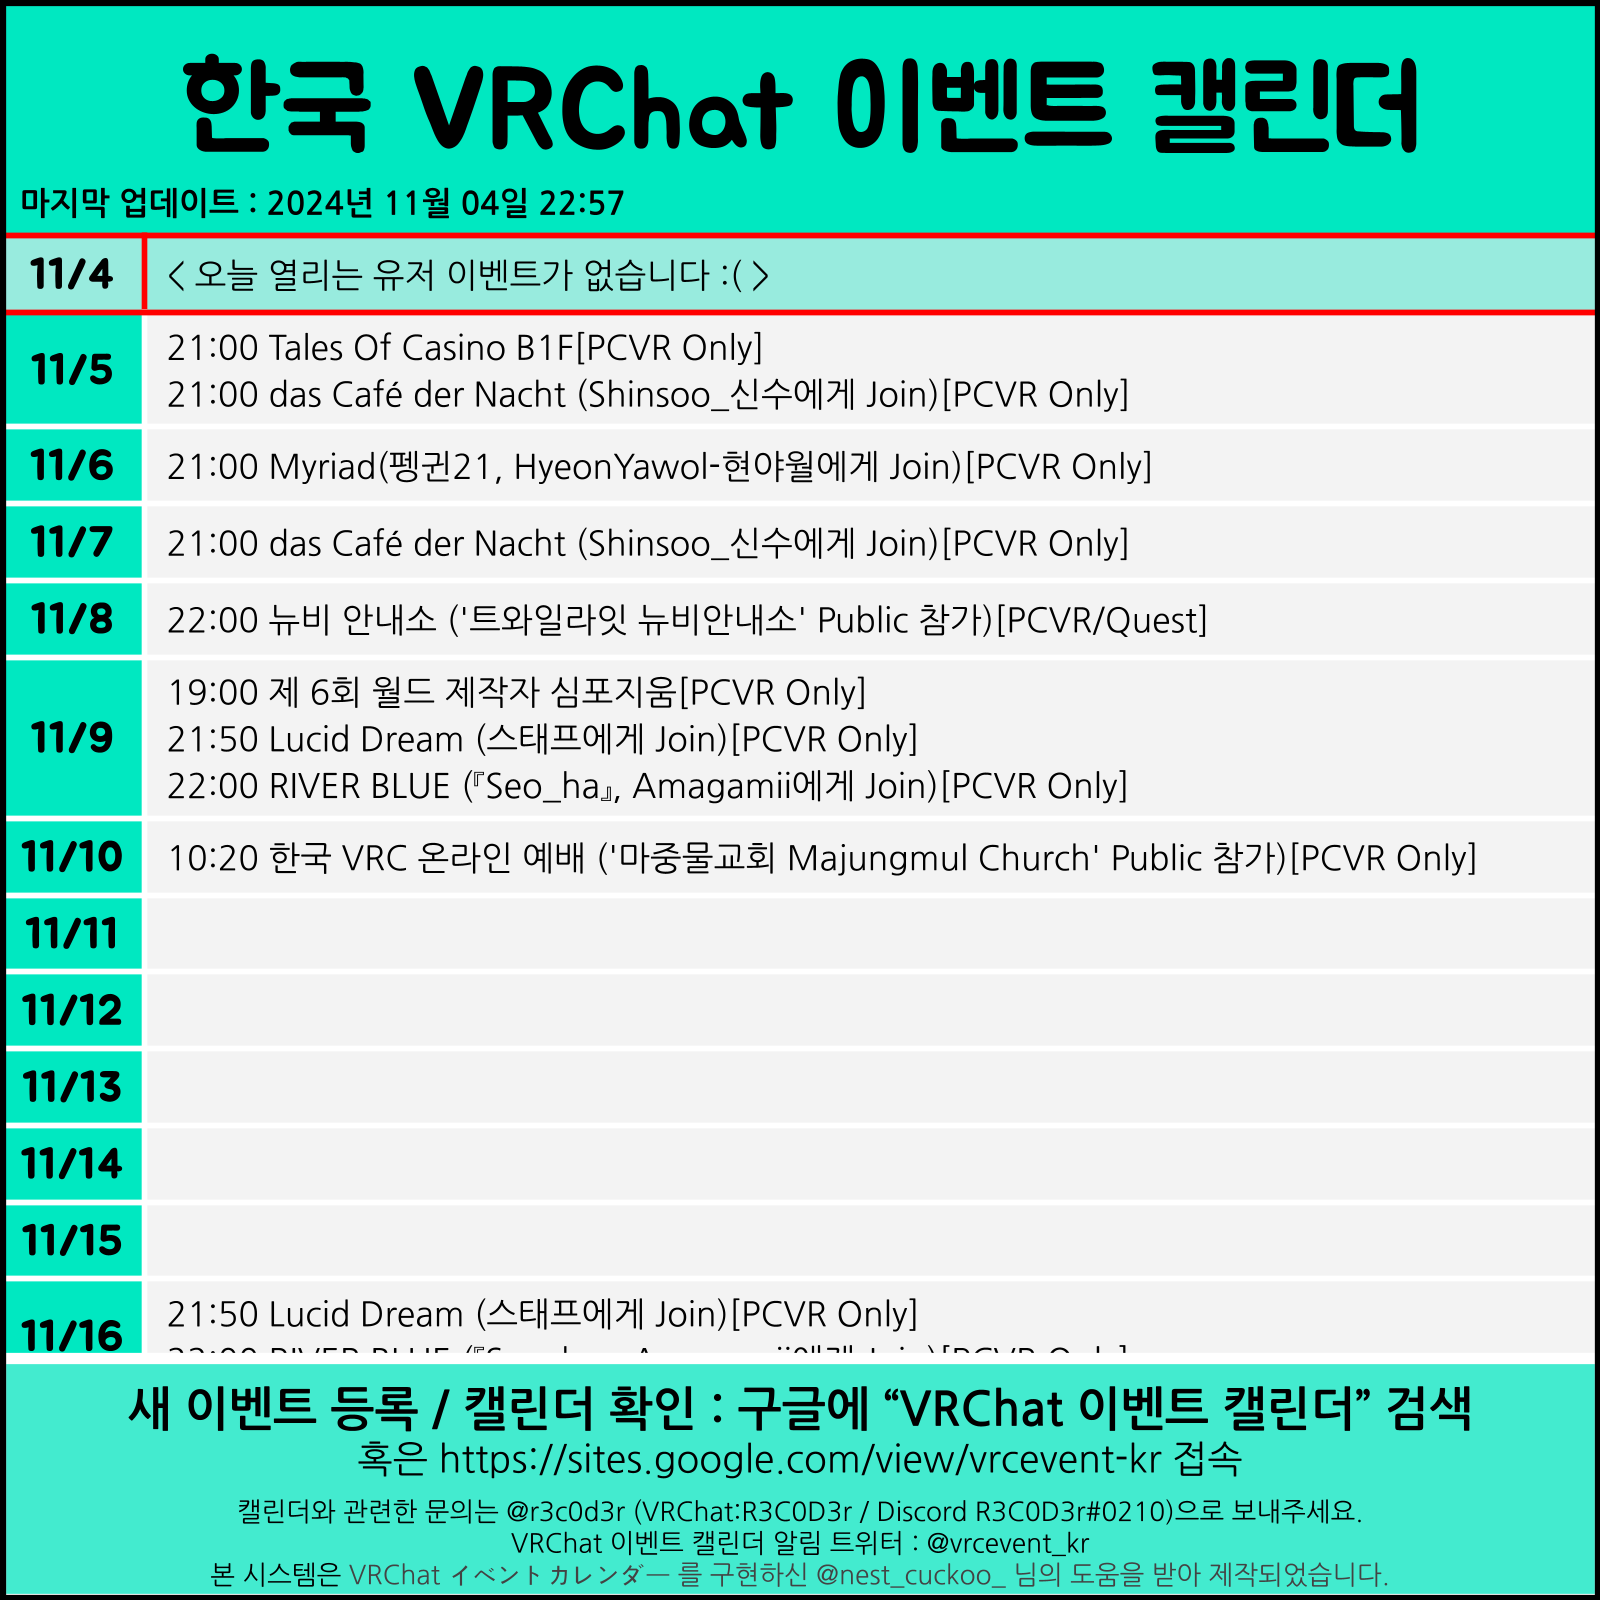 한국 VRChat 이벤트 캘린더
마지막 업데이트 : 2024년 11월 04일 22:57
11/4
< 오늘 열리는 유저 이벤트가 없습니다 :( >
11/5
21:00 Tales Of Casino B1F[PCVR Only]
21:00 das Café der Nacht (Shinsoo_신수에게 Join)[PCVR Only]
11/6
21:00 Myriad(펭귄21, HyeonYawol-현야월에게 Join)[PCVR Only]
11/7
21:00 das Café der Nacht (Shinsoo_신수에게 Join)[PCVR Only]
11/8
22:00 뉴비 안내소 ('트와일라잇 뉴비안내소' Public 참가)[PCVR/Quest]
11/9
19:00 제 6회 월드 제작자 심포지움[PCVR Only]
21:50 Lucid Dream (스태프에게 Join)[PCVR Only]
22:00 RIVER BLUE (『Seo_ha』, Amagamii에게 Join)[PCVR Only]
11/10
10:20 한국 VRC 온라인 예배 ('마중물교회 Majungmul Church' Public 참가)[PCVR Only]
11/11
11/12
11/13
11/14
11/15
11/16
21:50 Lucid Dream (스태프에게 Join)[PCVR Only]
새 이벤트 등록 / 캘린더 확인 : 구글에 “VRChat 이벤트 캘린더” 검색
혹은 https://sites.google.com/view/vrcevent-kr 접속
캘린더와 관련한 문의는 @r3c0d3r (VRChat:R3C0D3r / Discord R3C0D3r#0210)으로 보내주세요.
VRChat 이벤트 캘린더 알림 트위터 : @vrcevent_kr
본 시스템은 VRChat イベントカレンダー 를 구현하신 @nest_cuckoo_ 님의 도움을 받아 제작되었습니다.